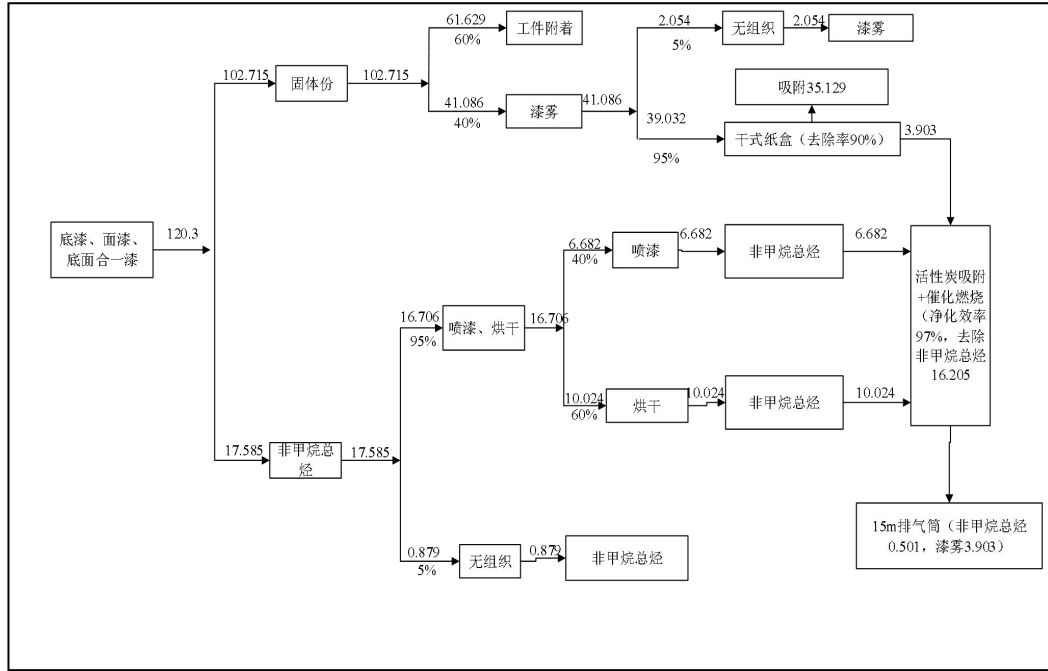 61.629
60%
工件附着
2.054
5%
无组织
2.054
漆雾
102.715
固体份
102.715
41.086
40%
漆雾
41.086
39.032
95%
吸附35.129
干式纸盒（去除率90%）
3.903
底漆、面漆、
底面合一漆
120.3
6.682
40%
喷漆
6.682
非甲烷总烃
6.682
16.706
95%
喷漆、烘干
16.706
活性炭吸附
+催化燃烧
（净化效率
97%，去除
非甲烷总烃
16.205
10.024
60%
烘干
10.024
非甲烷总烃
10.024
17.585
非甲烷总
烃
17.585
0.879
5%
无组织
0.879
非甲烷总烃
15m排气筒（非甲烷总烃
0.501，漆雾3.903）